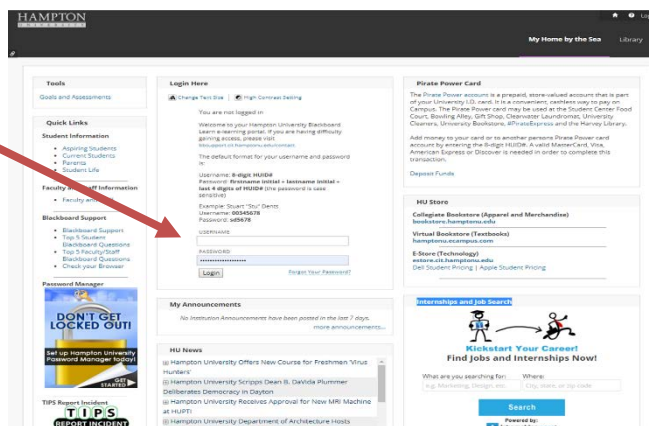 HAMPTON
UNIVERSITY
My Home by the Sea
Library
Tools
Goals and Assessments
Quick Links
Student Information
Aspiring Students
Current Students
Parents
Student Life
Faculty and Staff Information
Faculty
Blackboard Support
Blackboard Support
Top 5 Student
Blackboard Questions
Top 5 Faculty/Staff
Blackboard Questions
Check your Browser
Password Manager
DON'T GET
LOCKED OUT!
Set up Hampton University
Password Manager today!
GET
STARTED
TIPS Report Incident
TIPS
REPORT INCIDENT
Login Here
Change Text Size
High Contrast Setting
You are not logged in
Welcome to your Hampton University Blackboard
Learn e-learning portal. If you are having difficulty
gaining access, please visit
The default format for your username and password
is:
Username: 8-digit HUID#
Password: firstname initial + lastname initial +
last 4 digits of HUID# (the password is case
sensitive)
Example: Stuart "Stu" Dents
Username: 00345678
Password: sd5678
USERNAME
PASSWORD
Login
Forgot Your Password?
My Announcements
No Institution Announcements have been posted in the last 7 days.
more announcements...
HU News
Hampton University Offers New Course for Freshmen 'Virus
Hunters'
Hampton University Scripps Dean B. DaVida Plummer
Deliberates Democracy in Dayton
Hampton University Receives Approval for New MRI Machine
at HUPTI
Hampton University Department of Architecture Hosts
Pirate Power Card
The Pirate Power account is a prepaid, store-valued account that is part
of your University I.D. card. It is a convenient, cashless way to pay on
Campus. The Pirate Power card may be used at the Student Center Food
Court, Bowling Alley, Gift Shop, Clearwater Laundromat, University
Cleaners, University Bookstore, #PirateExpress and the Harvey Library.
Add money to your card or to another persons Pirate Power card
account by entering the 8-digit HUID#. A valid MasterCard, Visa,
American Express or Discover is needed in order to complete this
transaction.
Deposit Funds
HU Store
Collegiate Bookstore (Apparel and Merchandise)
bookstore.hamptonu.edu
Virtual Bookstore (Textbooks)
hamptonu.ecampus.com
E-Store (Technology)
estore.cit.hamptonu.edu
Dell Student Pricing | Apple Student Pricing
Internships and Job Search
Kickstart Your Career!
Find Jobs and Internships Now!
What are you searching for:
Where:
e.g. Marketing, Design, etc.
City, state, or zip code
Search
Powered by: